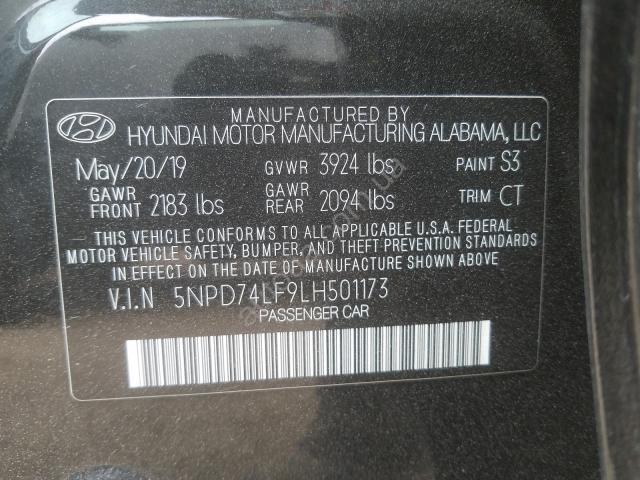 MANUFACTURED BY
HYUNDAI MOTOR MANUFACTURING ALABAMA, LLC
May/20/19 GVWR 3924 lbs PAINT S3
GAWR FRONT 2183 lbs GAWR REAR 2094 lbs TRIM CT
THIS VEHICLE CONFORMS TO ALL APPLICABLE U.S.A. FEDERAL
MOTOR VEHICLE SAFETY, BUMPER, AND THEFT PREVENTION STANDARDS
IN EFFECT ON THE DATE OF MANUFACTURE SHOWN ABOVE.
V.I.N 5NPD74LF9LH501173
PASSENGER CAR